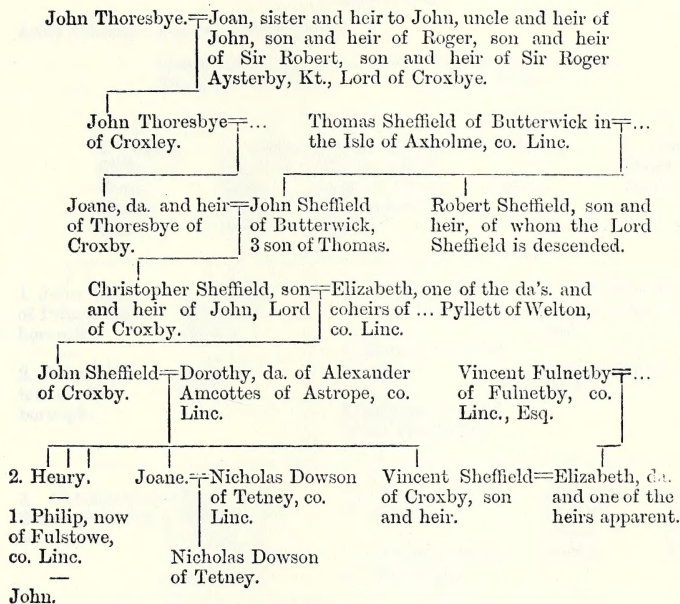 John Thoresbye.=Joan, sister and heir to John, uncle and heir of
John, son and heir of Roger, son and heir
of Sir Robert, son and heir of Sir Roger
Aysterby, Kt., Lord of Croxbye.
John Thoresbye=...
of Croxley.
Thomas Sheffield of Butterwick in=...
the Isle of Axholme, co. Linc.
Joane, da. and heir=John Sheffield
of Thoresbye of
Croxby.
of Butterwick,
3 son of Thomas.
Robert Sheffield, son and
heir, of whom the Lord
Sheffield is descended.
Christopher Sheffield, son=Elizabeth, one of the da's. and
and heir of John, Lord
of Croxby.
coheirs of ... Pyllett of Welton,
co. Linc.
John Sheffield=Dorothy, da. of Alexander
of Croxby.
Amcottes of Astrope, co.
Linc.
Vincent Fulnetby=...
of Fulnetby, co.
Linc., Esq.
2. Henry.
—
1. Philip, now
of Fulstowe,
co. Linc.
—
John.
Joane.=Nicholas Dowson
of Tetney, co.
Linc.
Nicholas Dowson
of Tetney.
Vincent Sheffield=Elizabeth, da.
of Croxby, son
and heir.
and one of the
heirs apparent.